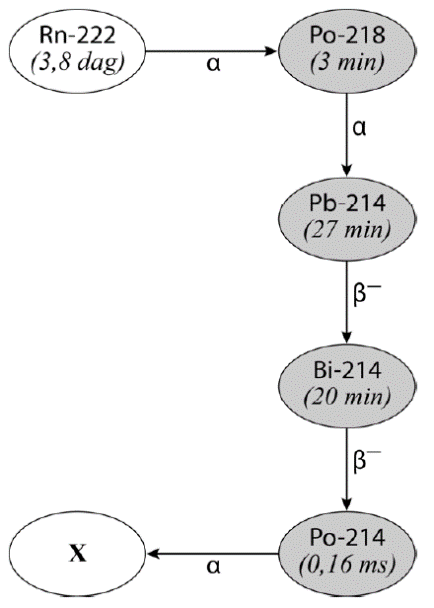 Rn-222
(3,8 dag)
α
Po-218
(3 min)
α
Pb-214
(27 min)
β—
Bi-214
(20 min)
β—
Po-214
(0,16 ms)
α
X